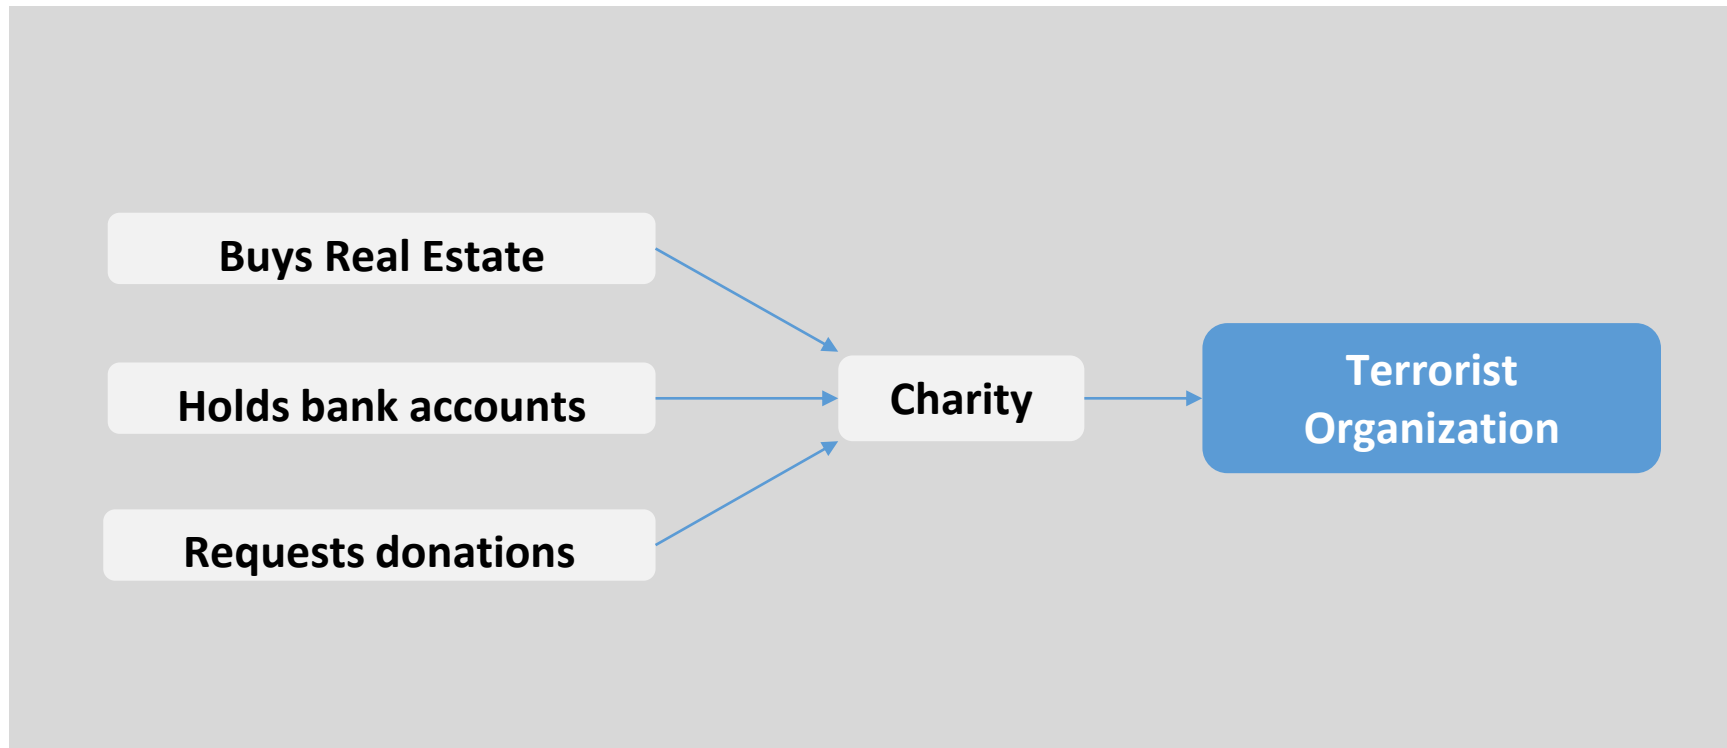 Buys Real Estate
Holds bank accounts
Requests donations
Charity
Terrorist
Organization